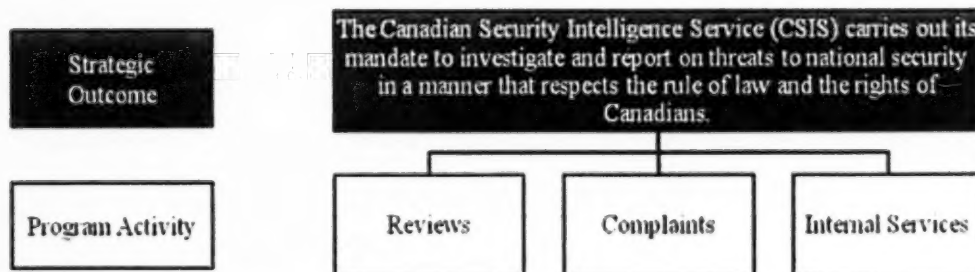 Strategic
Outcome
The Canadian Security Intelligence Service (CSIS) carries out its
mandate to investigate and report on threats to national security
in a manner that respects the rule of law and the rights of
Canadians.
Program Activity
Reviews
Complaints
Internal Services